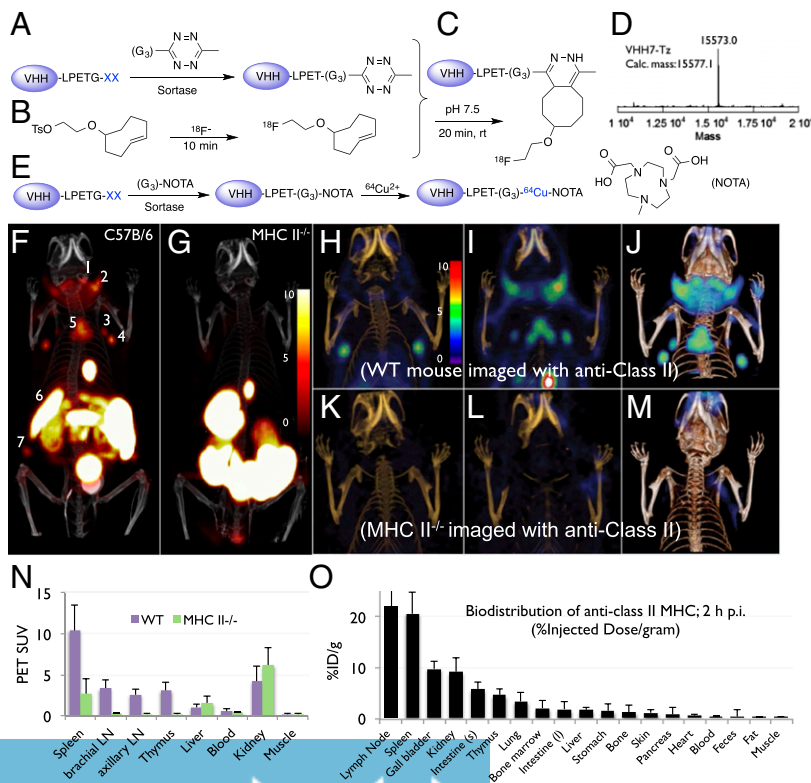 A
(G₃)
N N
N N
VHH -LPETG-XX
Sortase
VHH -LPET-(G₃)
N N
N N
B
TsO
O
¹⁸F-
10 min
¹⁸F
O
C
N-NH
VHH -LPET-(G₃)
pH 7.5
20 min, rt
O
¹⁸F
D
15573.0
VHH7-Tz
Calc. mass:15577.1
1 10⁴ 1.25 10⁴ 1.5 10⁴ 1.75 10⁴ 2 10⁴
Mass
E
VHH -LPETG-XX
(G₃)-NOTA
Sortase
VHH -LPET-(G₃)-NOTA
⁶⁴Cu²⁺
VHH -LPET-(G₃)-⁶⁴Cu-NOTA
O
HO
N N
N
O
OH
(NOTA)
F
C57B/6
1
2
3
4
5
6
7
G
MHC II⁻/⁻
10
5
0
H
10
5
0
I
J
(WT mouse imaged with anti-Class II)
K
L
M
(MHC II⁻/⁻ imaged with anti-Class II)
N
PET SUV
15
10
5
0
WT
MHC II-/-
Spleen
brachial LN
axillary LN
Thymus
Liver
Blood
Kidney
Muscle
O
%ID/g
20
10
0
Biodistribution of anti-class II MHC; 2 h p.i.
(%Injected Dose/gram)
Lymph Node
Spleen
Gall bladder
Kidney
Intestine (s)
Thymus
Lung
Bone marrow
Intestine (l)
Liver
Stomach
Bone
Skin
Pancreas
Heart
Blood
Feces
Fat
Muscle